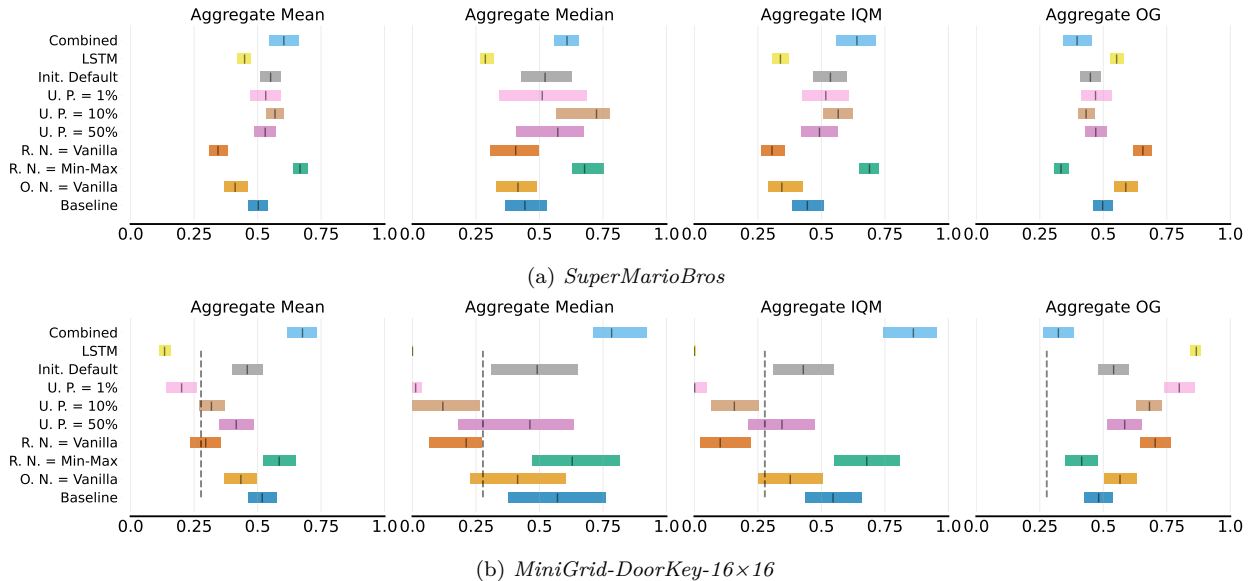 Aggregate Mean Aggregate Median Aggregate IQM Aggregate OG
Combined
LSTM
Init. Default
U. P. = 1%
U. P. = 10%
U. P. = 50%
R. N. = Vanilla
R. N. = Min-Max
O. N. = Vanilla
Baseline
0.0 0.25 0.5 0.75 1.0 0.0 0.25 0.5 0.75 1.0 0.0 0.25 0.5 0.75 1.0 0.0 0.25 0.5 0.75 1.0
(a) SuperMarioBros
Aggregate Mean Aggregate Median Aggregate IQM Aggregate OG
Combined
LSTM
Init. Default
U. P. = 1%
U. P. = 10%
U. P. = 50%
R. N. = Vanilla
R. N. = Min-Max
O. N. = Vanilla
Baseline
0.0 0.25 0.5 0.75 1.0 0.0 0.25 0.5 0.75 1.0 0.0 0.25 0.5 0.75 1.0 0.0 0.25 0.5 0.75 1.0
(b) MiniGrid-DoorKey-16×16